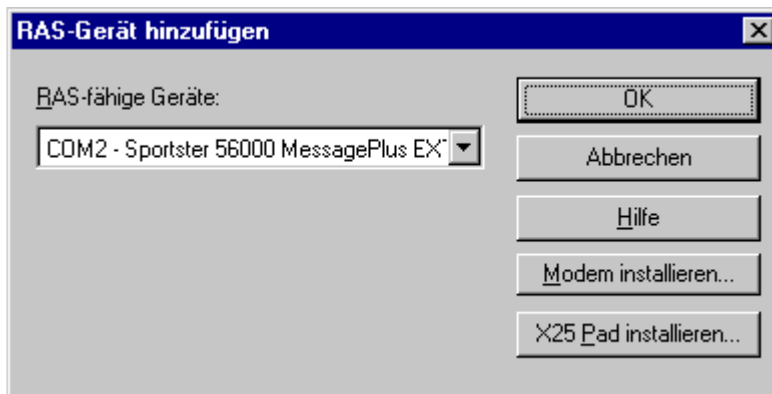 RAS-Gerät hinzufügen
RAS-fähige Geräte:
COM2 - Sportster 56000 MessagePlus EXT
OK
Abbrechen
Hilfe
Modem installieren...
X25 Pad installieren...